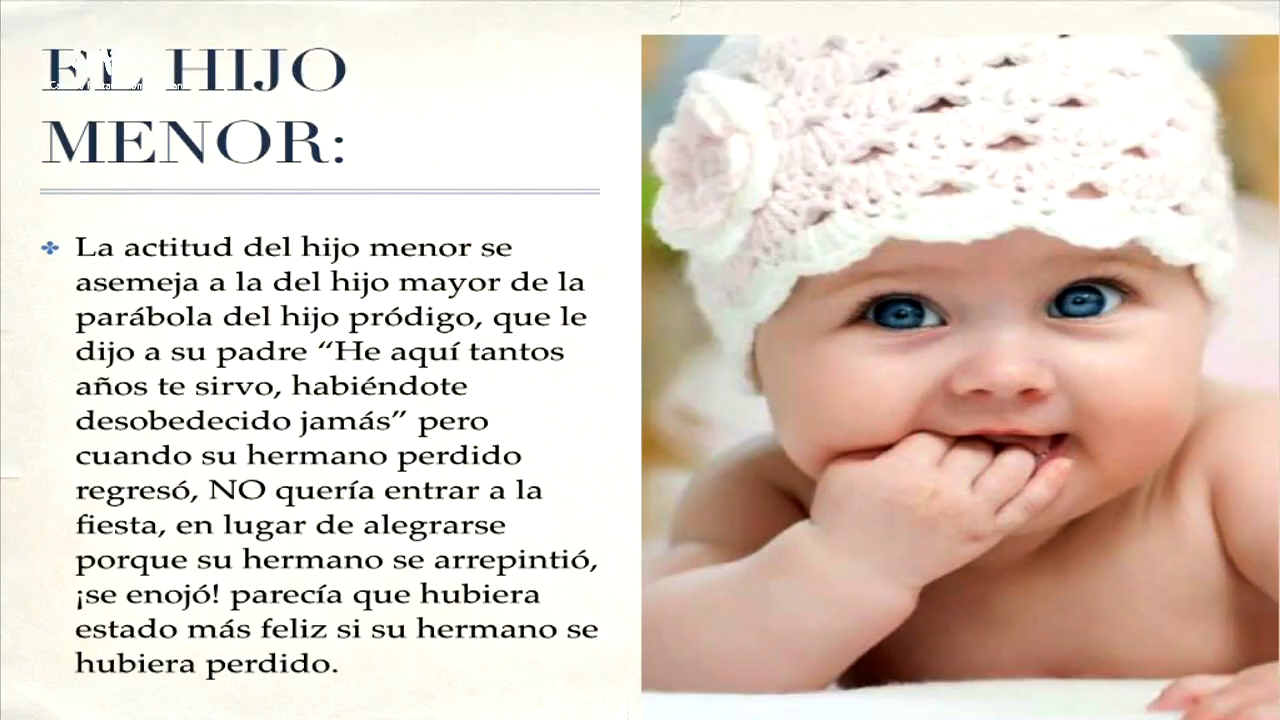 EL HIJO
MENOR:
La actitud del hijo menor se
asemeja a la del hijo mayor de la
parábola del hijo pródigo, que le
dijo a su padre “He aquí tantos
años te sirvo, habiéndote
desobedecido jamás” pero
cuando su hermano perdido
regresó, NO quería entrar a la
fiesta, en lugar de alegrarse
porque su hermano se arrepintió,
¡se enojó! parecía que hubiera
estado más feliz si su hermano se
hubiera perdido.